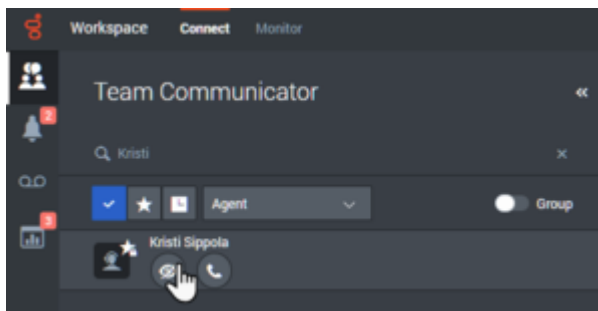 Workspace Connect Monitor
Team Communicator
2
Kristi
Agent
Group
3
Kristi Sippola